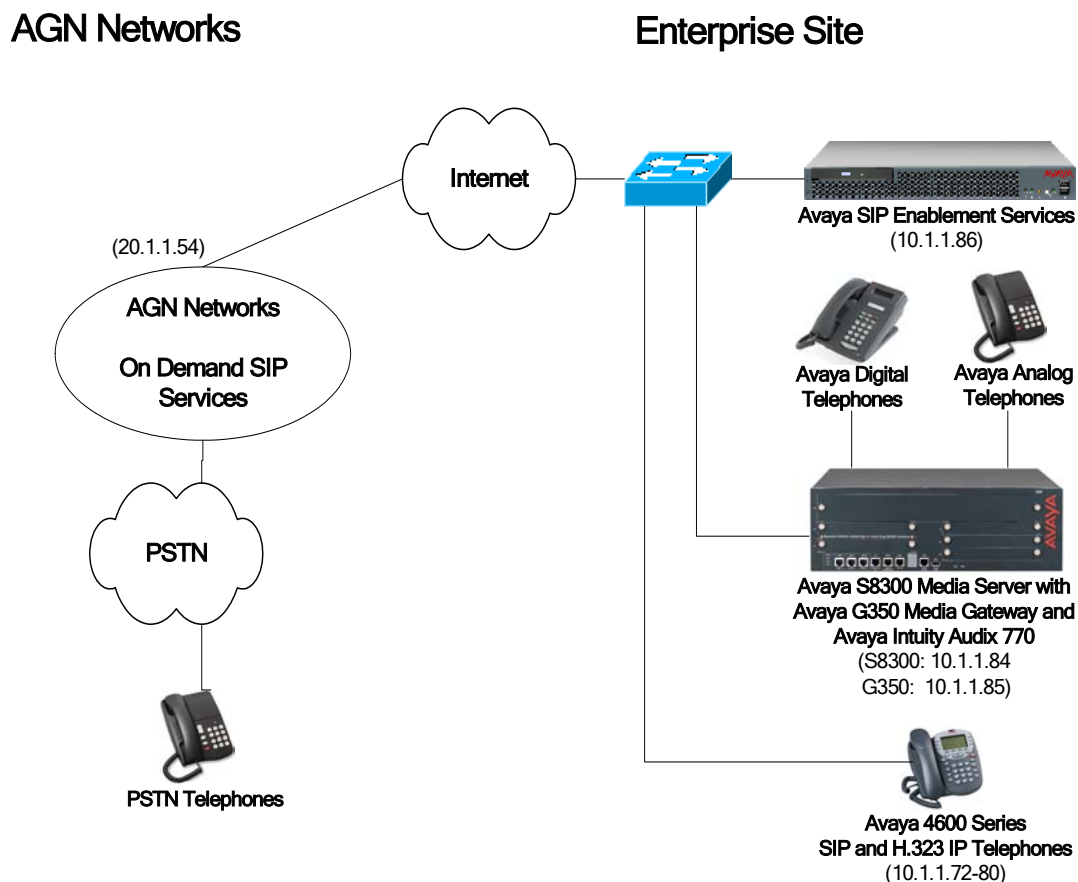 AGN Networks
Enterprise Site
Internet
AVAYA
Avaya SIP Enablement Services
(10.1.1.86)
(20.1.1.54)
AGN Networks
On Demand SIP
Services
Avaya Digital
Telephones
Avaya Analog
Telephones
PSTN
AVAYA
Avaya S8300 Media Server with
Avaya G350 Media Gateway and
Avaya Intuity Audix 770
(S8300: 10.1.1.84
G350: 10.1.1.85)
PSTN Telephones
Avaya 4600 Series
SIP and H.323 IP Telephones
(10.1.1.72-80)